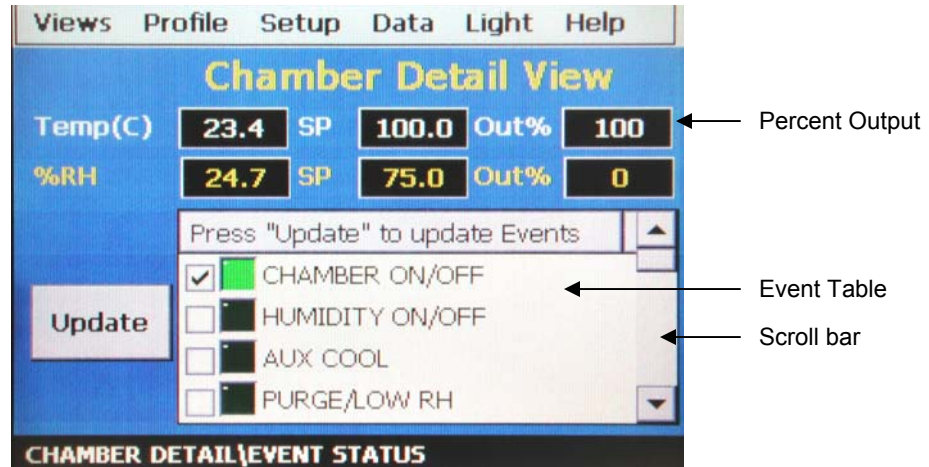 Views Profile Setup Data Light Help
Chamber Detail View
Temp(C) 23.4 SP 100.0 Out% 100
Percent Output
%RH 24.7 SP 75.0 Out% 0
Press "Update" to update Events
CHAMBER ON/OFF
Event Table
Update
HUMIDITY ON/OFF
Scroll bar
AUX COOL
PURGE/LOW RH
CHAMBER DETAIL\EVENT STATUS